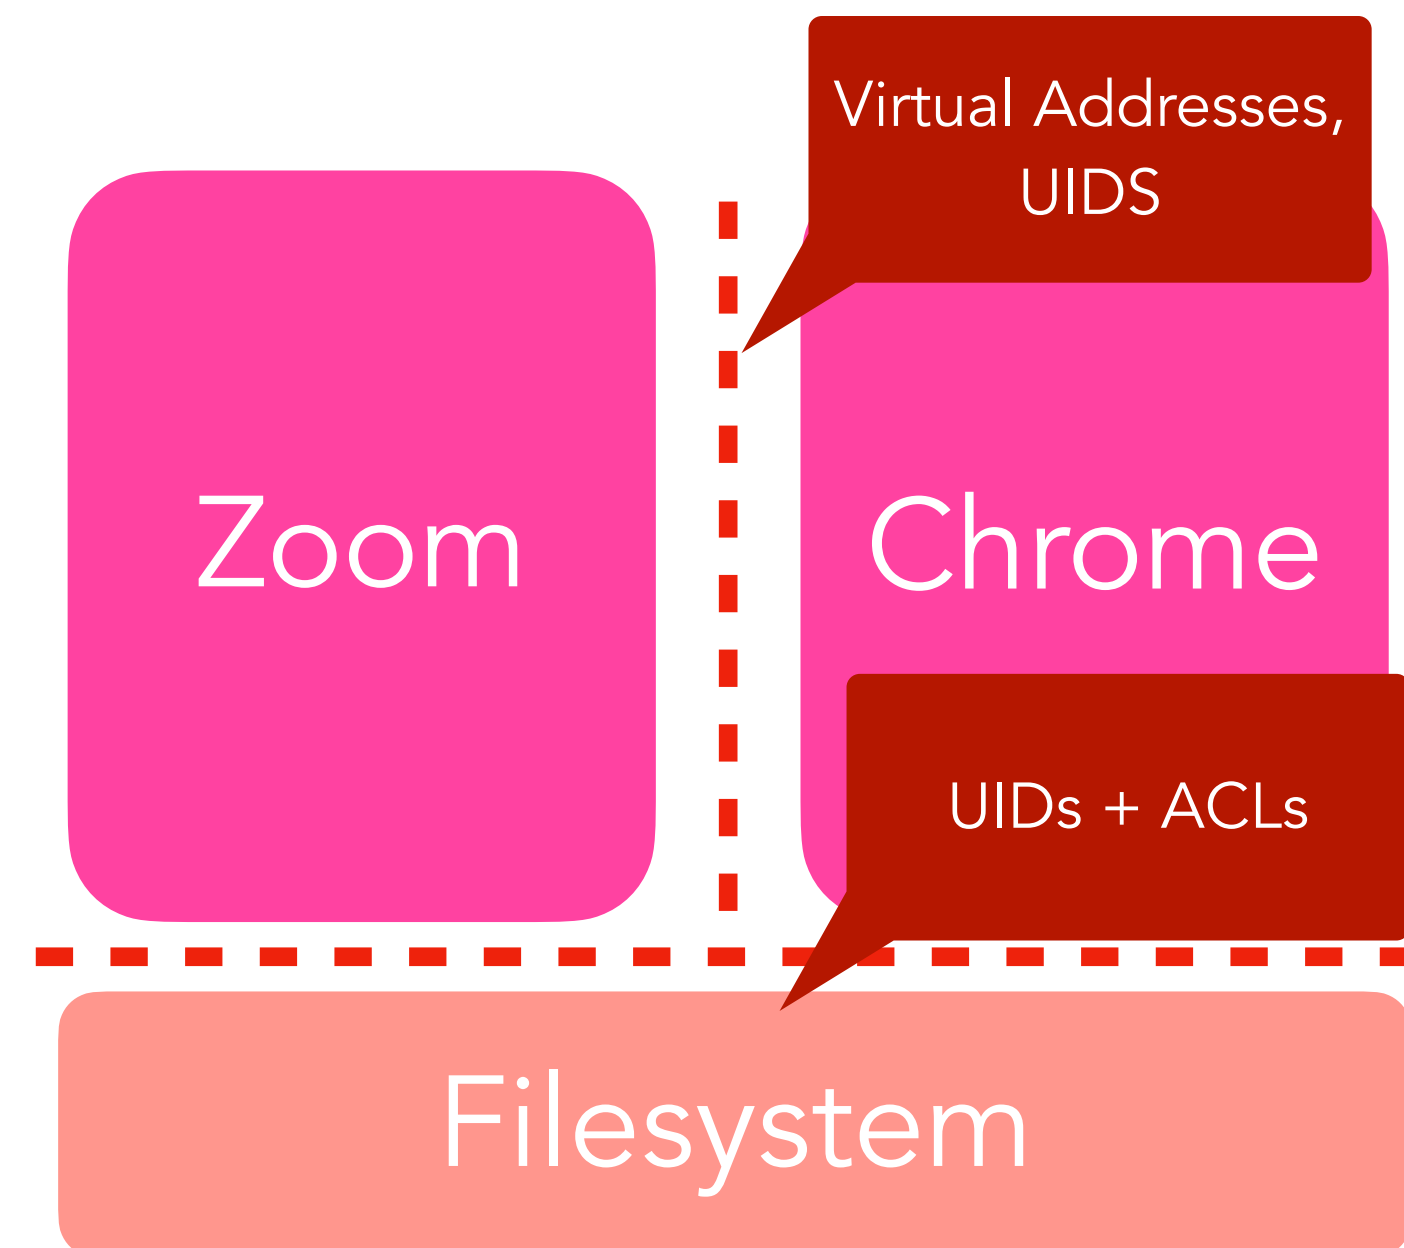 Virtual Addresses,
UIDS
Zoom
Chrome
UIDs + ACLs
Filesystem